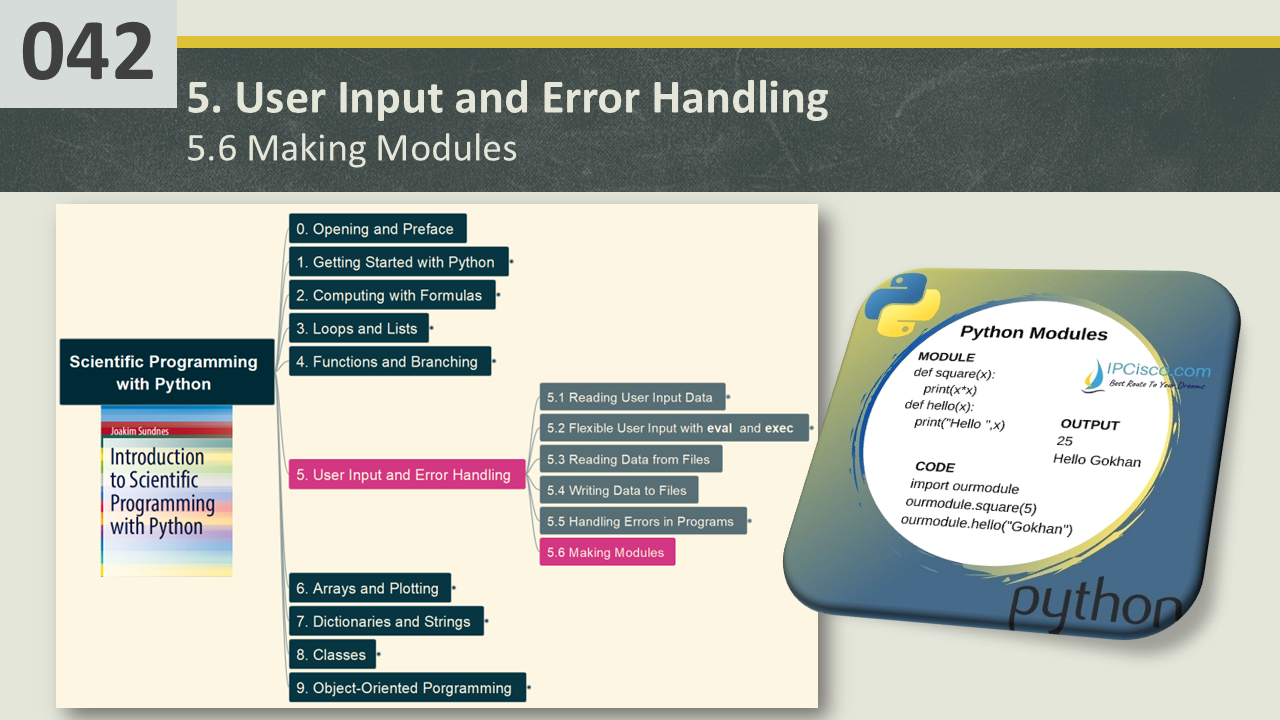 042
5. User Input and Error Handling
5.6 Making Modules
Scientific Programming
with Python
Joakim Sundnes
Introduction
to Scientific
Programming
with Python
0. Opening and Preface
1. Getting Started with Python
2. Computing with Formulas
3. Loops and Lists
4. Functions and Branching
5. User Input and Error Handling
5.1 Reading User Input Data
5.2 Flexible User Input with eval and exec
5.3 Reading Data from Files
5.4 Writing Data to Files
5.5 Handling Errors in Programs
5.6 Making Modules
6. Arrays and Plotting
7. Dictionaries and Strings
8. Classes
9. Object-Oriented Porgramming
Python Modules
MODULE
def square(x):
print(x*x)
def hello(x):
print("Hello ",x)
IPCisco.com
Best Route To Your Dreams
OUTPUT
25
Hello Gokhan
CODE
import ourmodule
ourmodule.square(5)
ourmodule.hello("Gokhan")
python